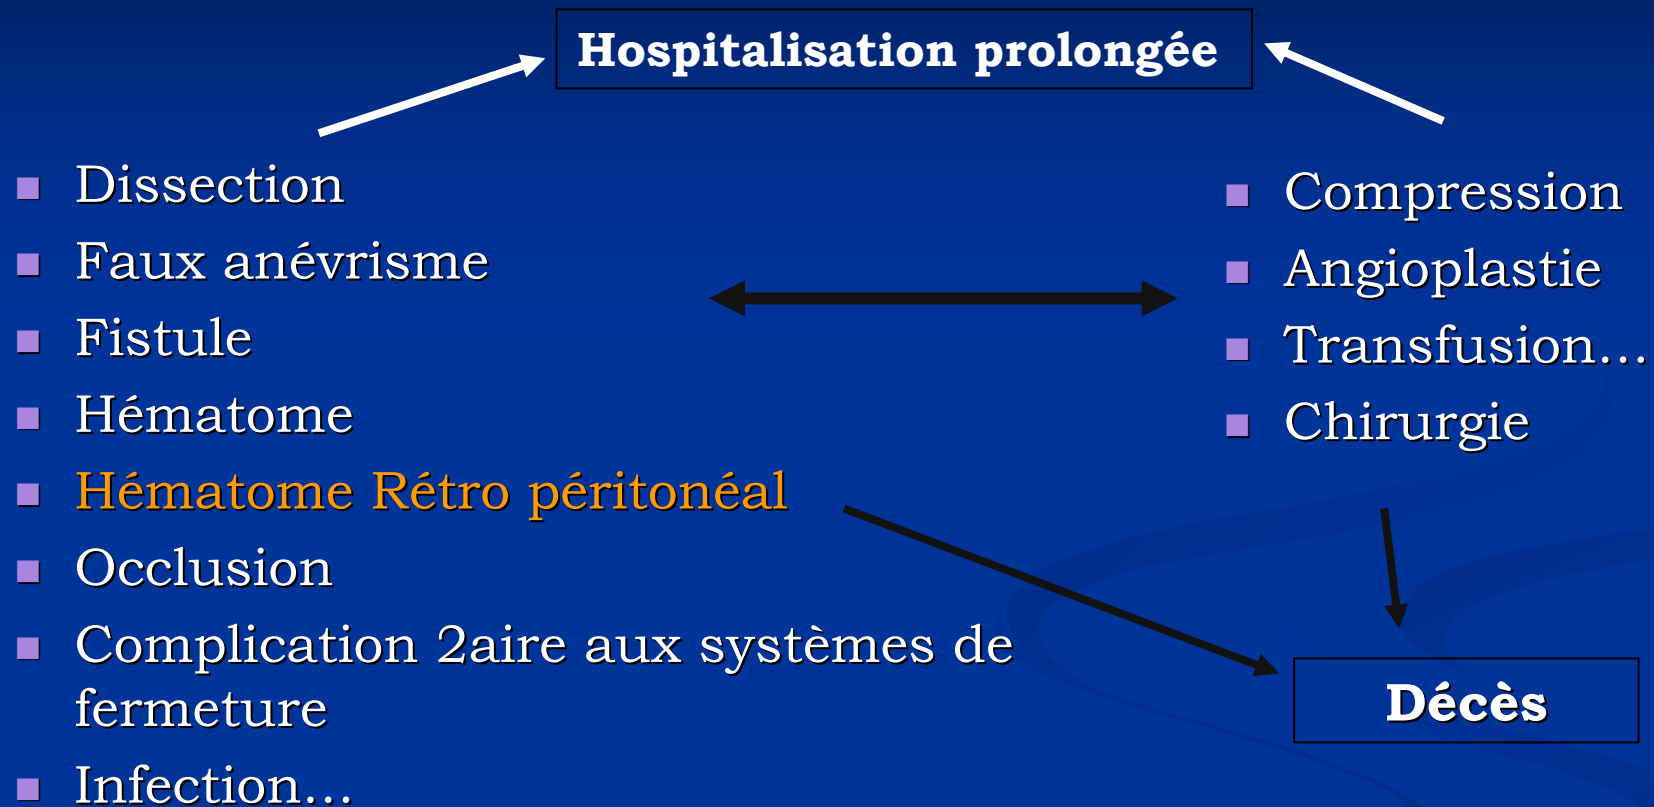 Hospitalisation prolongée
Dissection
Faux anévrisme
Fistule
Hématome
Hématome Rétro péritonéal
Occlusion
Complication 2aire aux systèmes de
fermeture
Infection…
Compression
Angioplastie
Transfusion…
Chirurgie
Décès